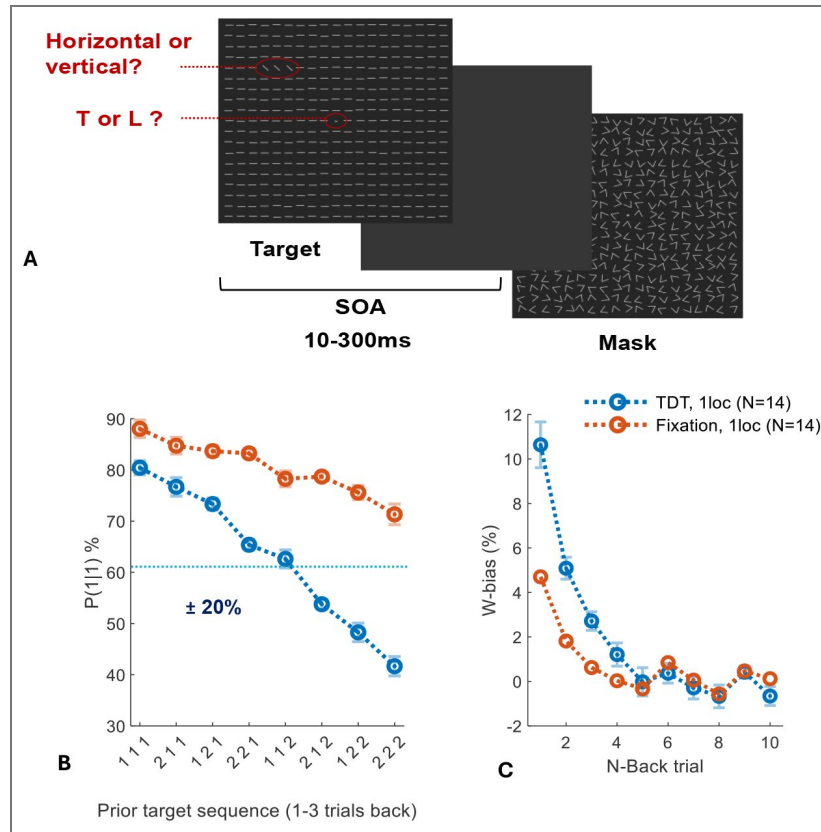 Horizontal or
vertical?
T or L ?
A
Target
SOA
10-300ms
Mask
90
80
70
60
50
40
30
P(1|1) %
± 20%
1 1 1
2 1 1
1 2 1
2 2 1
1 1 2
2 1 2
1 2 2
2 2 2
B
Prior target sequence (1-3 trials back)
TDT, 1loc (N=14)
Fixation, 1loc (N=14)
12
10
8
6
4
2
0
-2
W-bias (%)
2 4 6 8 10
C
N-Back trial